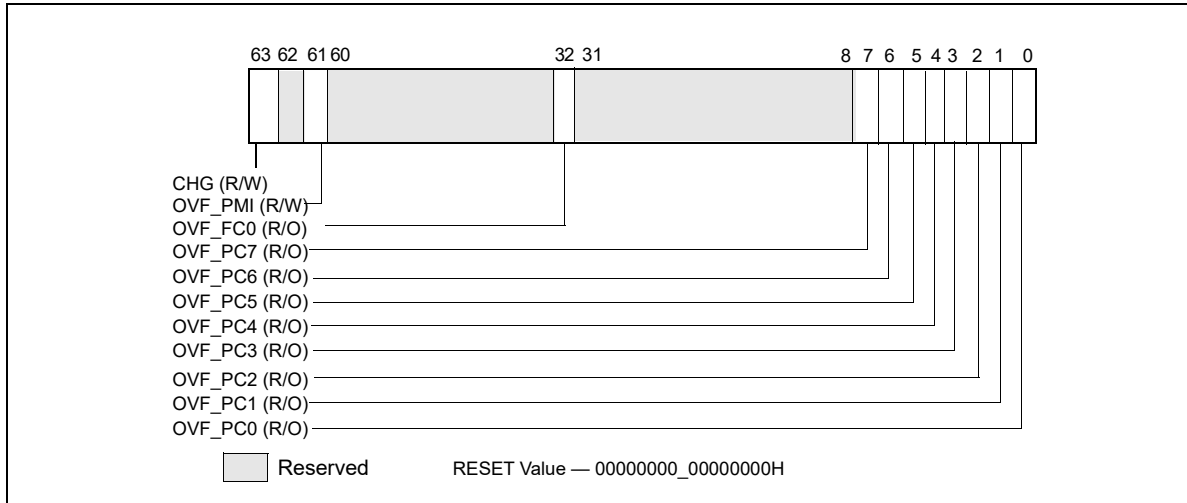 63 62 61 60 32 31 8 7 6 5 4 3 2 1 0
CHG (R/W)
OVF_PMI (R/W)
OVF_FC0 (R/O)
OVF_PC7 (R/O)
OVF_PC6 (R/O)
OVF_PC5 (R/O)
OVF_PC4 (R/O)
OVF_PC3 (R/O)
OVF_PC2 (R/O)
OVF_PC1 (R/O)
OVF_PC0 (R/O)
Reserved RESET Value — 00000000_00000000H